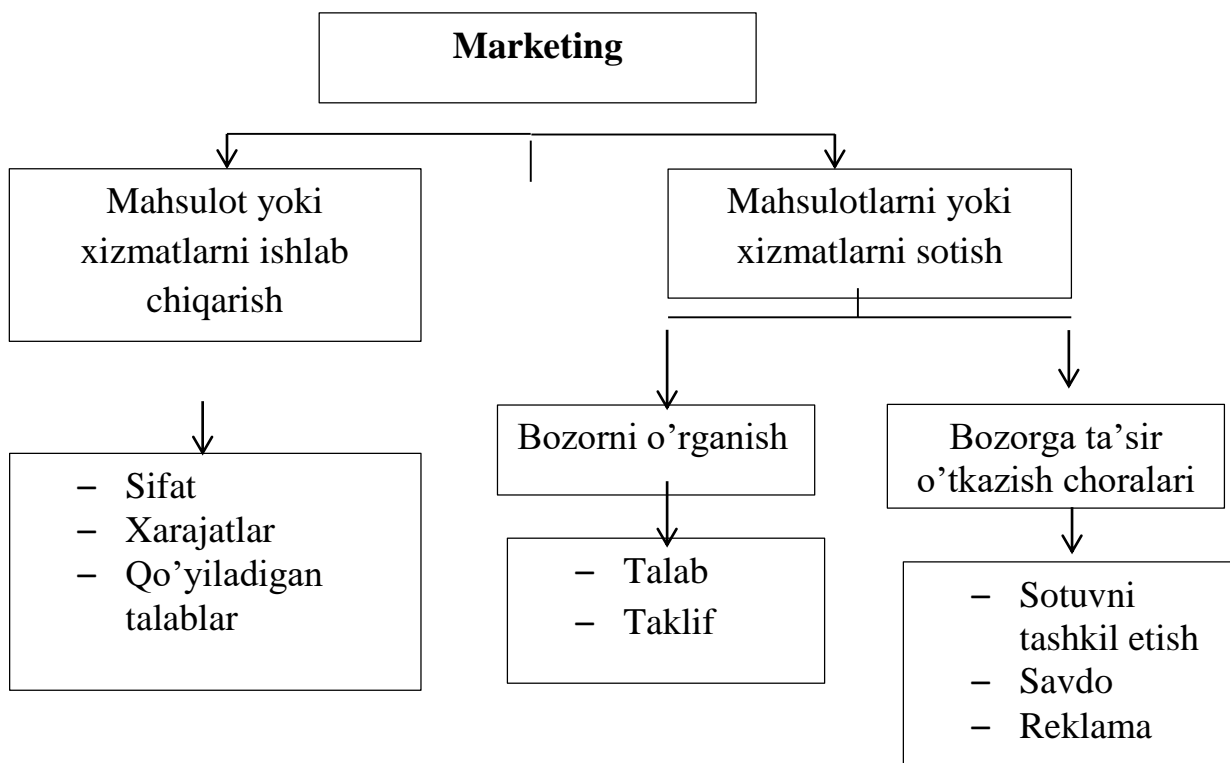 Marketing
Mahsulot yoki
xizmatlarni ishlab
chiqarish
Mahsulotlarni yoki
xizmatlarni sotish
Bozorni o’rganish
Bozorga ta’sir
o’tkazish choralari
– Sifat
– Xarajatlar
– Qo’yiladigan
talablar
– Talab
– Taklif
– Sotuvni
tashkil etish
– Savdo
– Reklama